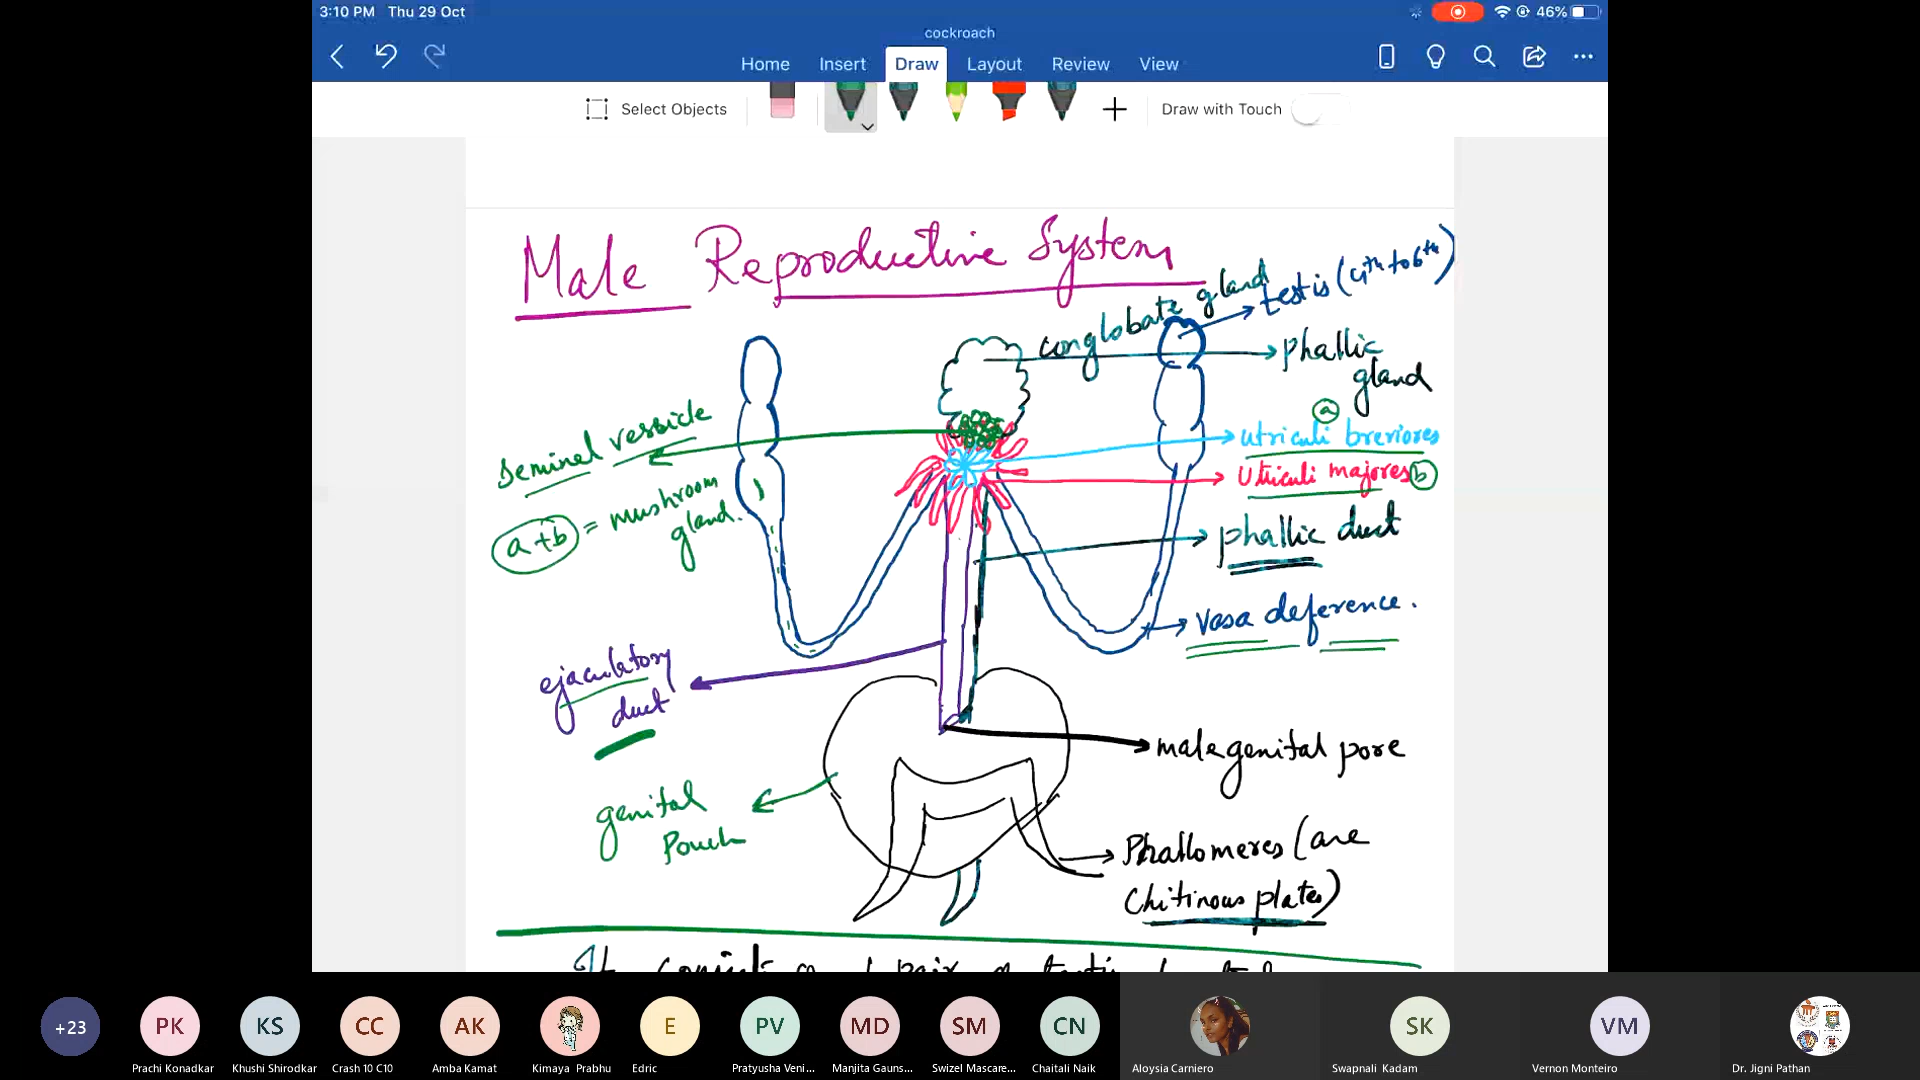 3:10 PM Thu 29 Oct
46%
cockroach
Home Insert Draw Layout Review View
Select Objects
Draw with Touch
Male Reproductive System
conglobate gland
testis (4th to 6th)
phallic
gland
seminal vessicle
a
utriculi breviores
Utriculi majores b
a+b = mushroom
gland.
phallic duct
vasa deference.
ejaculatory
duct
male genital pore
genital
Pouch
Phallomeres (are
Chitinous plates)
+23
PK
KS
CC
AK
E
PV
MD
SM
CN
SK
VM
Prachi Konadkar
Khushi Shirodkar
Crash 10 C10
Amba Kamat
Kimaya Prabhu
Edric
Pratyusha Veni...
Manjita Gauns...
Swizel Mascare...
Chaitali Naik
Aloysia Carniero
Swapnali Kadam
Vernon Monteiro
Dr. Jigni Pathan